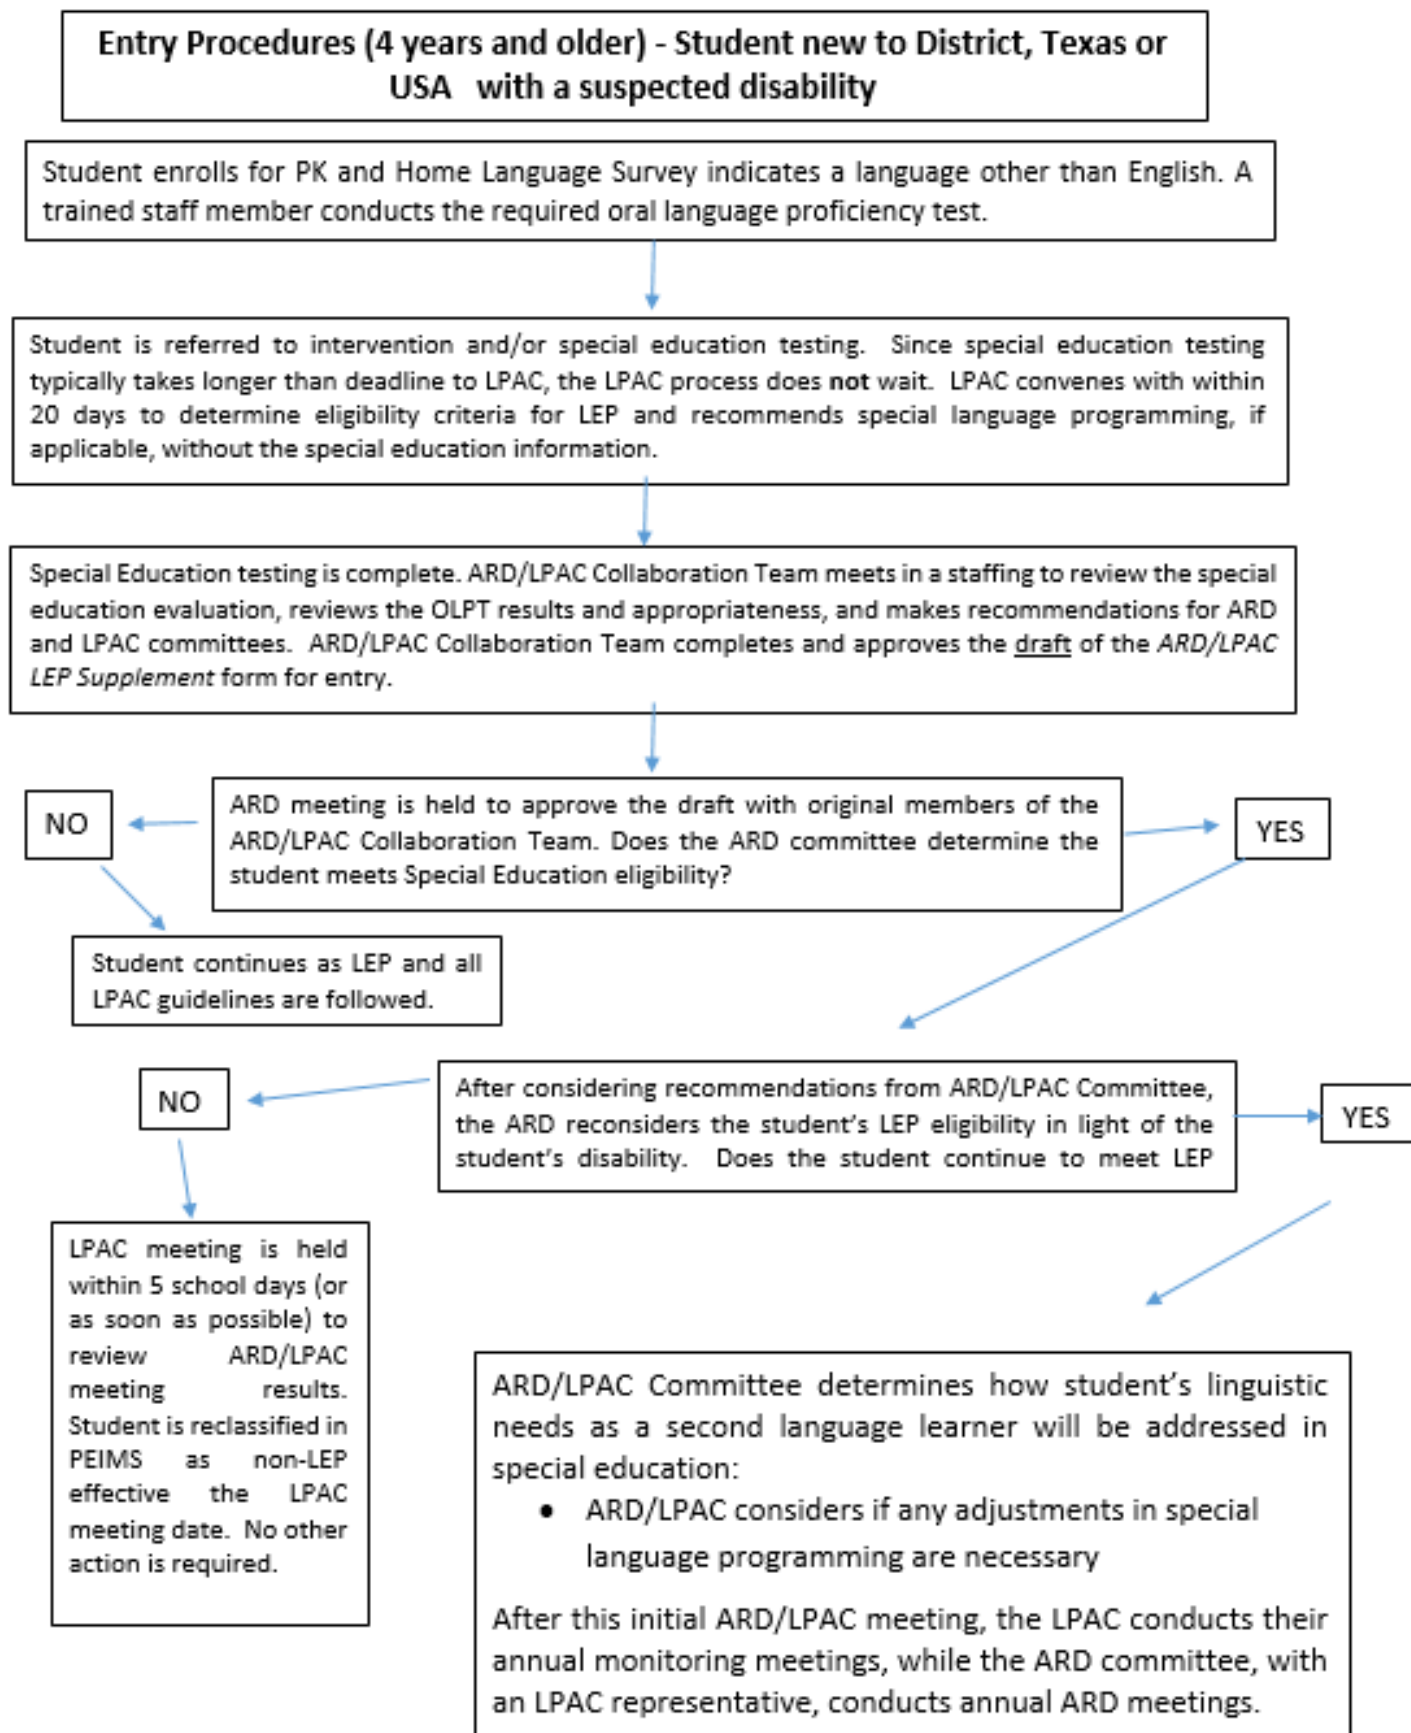 Entry Procedures (4 years and older) - Student new to District, Texas or
USA with a suspected disability
Student enrolls for PK and Home Language Survey indicates a language other than English. A
trained staff member conducts the required oral language proficiency test.
Student is referred to intervention and/or special education testing. Since special education testing
typically takes longer than deadline to LPAC, the LPAC process does not wait. LPAC convenes with within
20 days to determine eligibility criteria for LEP and recommends special language programming, if
applicable, without the special education information.
Special Education testing is complete. ARD/LPAC Collaboration Team meets in a staffing to review the special
education evaluation, reviews the OLPT results and appropriateness, and makes recommendations for ARD
and LPAC committees. ARD/LPAC Collaboration Team completes and approves the draft of the ARD/LPAC
LEP Supplement form for entry.
NO
ARD meeting is held to approve the draft with original members of the
ARD/LPAC Collaboration Team. Does the ARD committee determine the
student meets Special Education eligibility?
YES
Student continues as LEP and all
LPAC guidelines are followed.
NO
After considering recommendations from ARD/LPAC Committee,
the ARD reconsiders the student's LEP eligibility in light of the
student's disability. Does the student continue to meet LEP
YES
LPAC meeting is held
within 5 school days (or
as soon as possible) to
review ARD/LPAC
meeting results.
Student is reclassified in
PEIMS as non-LEP
effective the LPAC
meeting date. No other
action is required.
ARD/LPAC Committee determines how student's linguistic
needs as a second language learner will be addressed in
special education:
• ARD/LPAC considers if any adjustments in special
language programming are necessary
After this initial ARD/LPAC meeting, the LPAC conducts their
annual monitoring meetings, while the ARD committee, with
an LPAC representative, conducts annual ARD meetings.